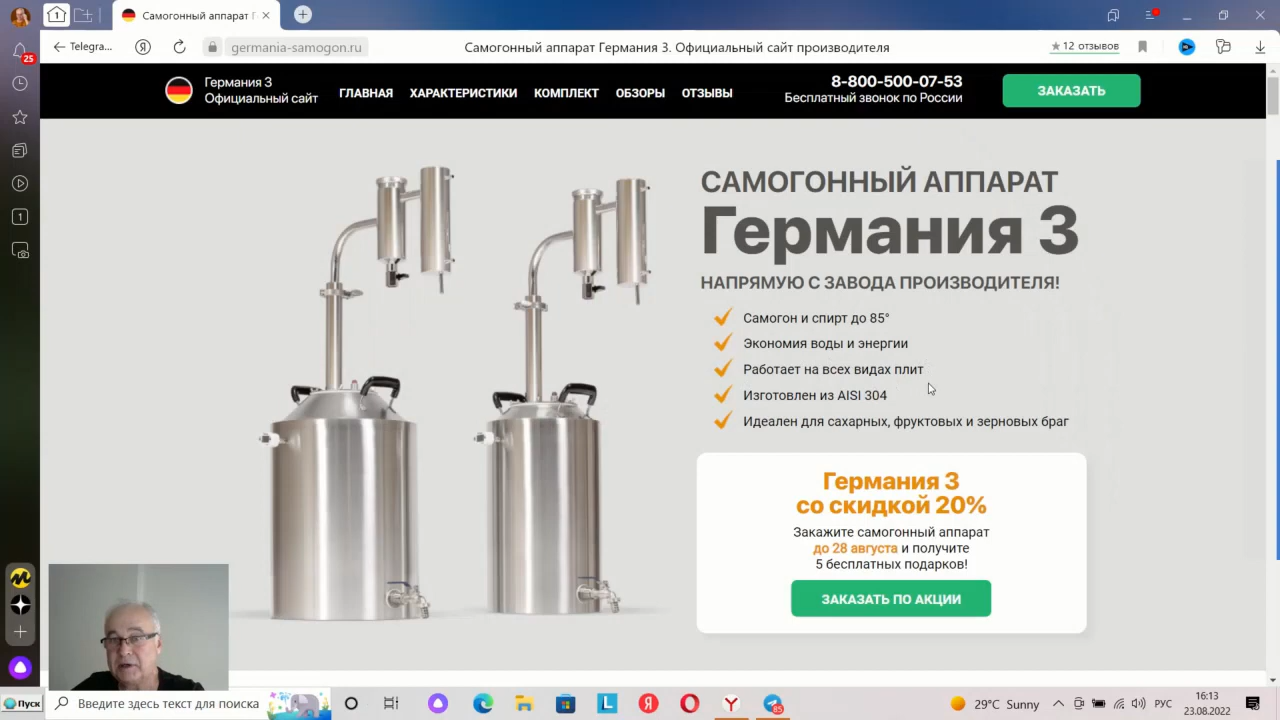 1
Самогонный аппарат Г
Telegra...
germania-samogon.ru
Самогонный аппарат Германия 3. Официальный сайт производителя
12 отзывов
25
Германия 3
Официальный сайт
ГЛАВНАЯ
ХАРАКТЕРИСТИКИ
КОМПЛЕКТ
ОБЗОРЫ
ОТЗЫВЫ
8-800-500-07-53
Бесплатный звонок по России
ЗАКАЗАТЬ
1
САМОГОННЫЙ АППАРАТ
Германия 3
НАПРЯМУЮ С ЗАВОДА ПРОИЗВОДИТЕЛЯ!
Самогон и спирт до 85°
Экономия воды и энергии
Работает на всех видах плит
Изготовлен из AISI 304
Идеален для сахарных, фруктовых и зерновых браг
Германия 3
со скидкой 20%
Закажите самогонный аппарат
до 28 августа и получите
5 бесплатных подарков!
ЗАКАЗАТЬ ПО АКЦИИ
Пуск
Введите здесь текст для поиска
L
Я
Y
85
29°C Sunny
РУС
16:13
23.08.2022